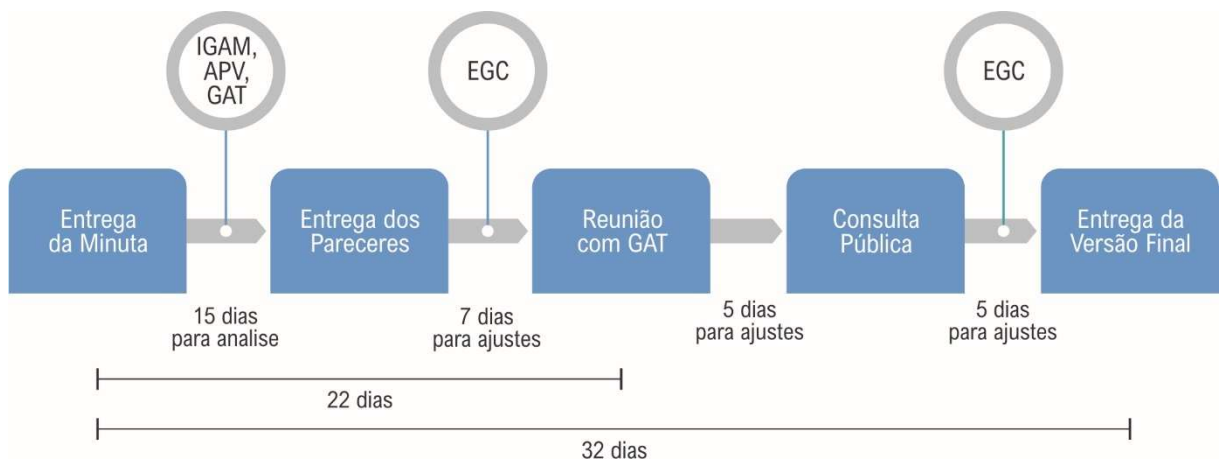 IGAM,
APV,
GAT
EGC
EGC
Entrega
da Minuta
Entrega dos
Pareceres
Reunião
com GAT
Consulta
Pública
Entrega da
Versão Final
15 dias
para analise
7 dias
para ajustes
5 dias
para ajustes
5 dias
para ajustes
22 dias
32 dias